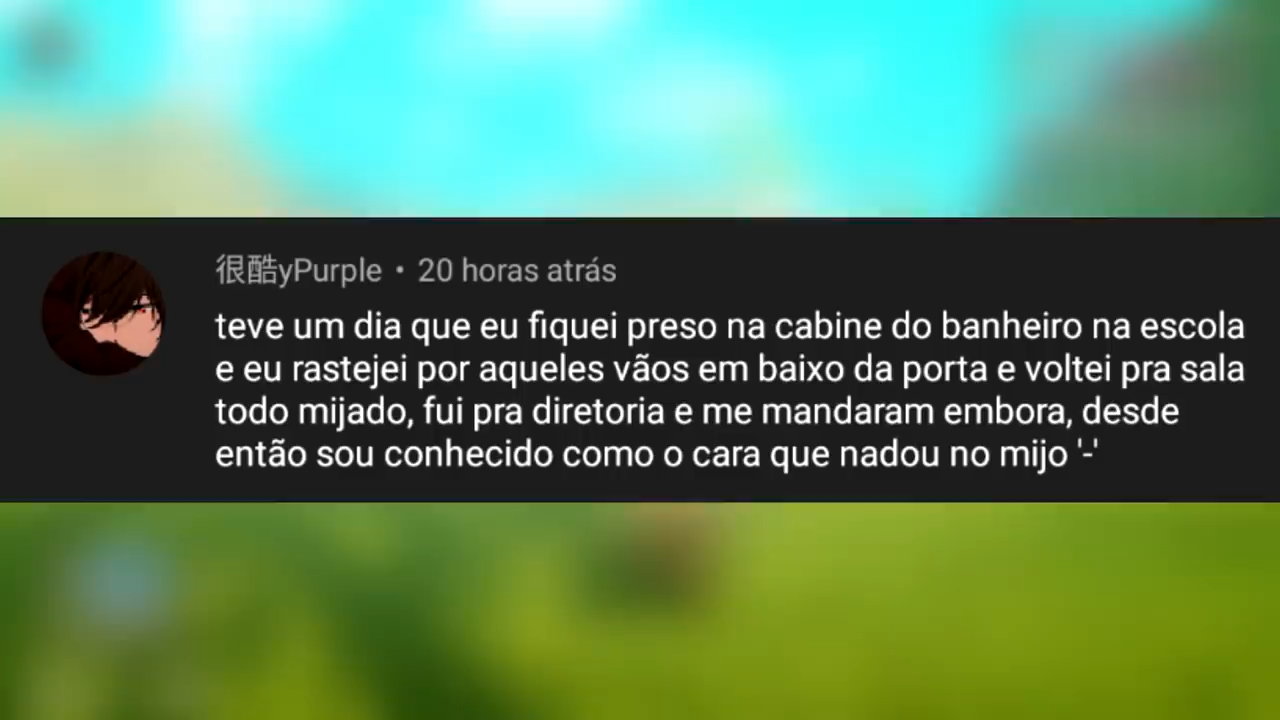 很酷yPurple • 20 horas atrás
teve um dia que eu fiquei preso na cabine do banheiro na escola
e eu rastejei por aqueles vãos em baixo da porta e voltei pra sala
todo mijado, fui pra diretoria e me mandaram embora, desde
então sou conhecido como o cara que nadou no mijo '-'